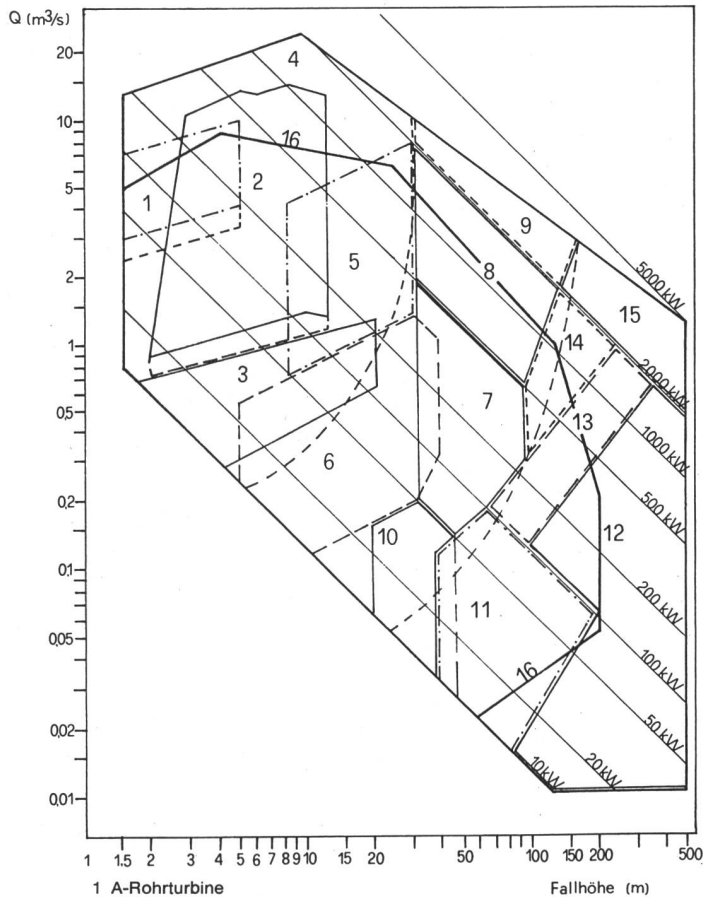 Q (m³/s)
20
10
5
2
1
0,5
0,2
0,1
0,05
0,02
0,01
4
16
1
2
9
5
8
15
5000 kW
14
3
2000 kW
7
13
6
1000 kW
500 kW
10
12
11
200 kW
16
100 kW
50 kW
10 kW
20 kW
1 1.5 2 3 4 5 6 7 8 9 10 15 20 50 100 150 200 500
1 A-Rohrturbine
Fallhöhe (m)